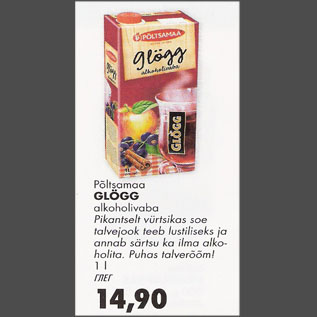 PÕLTSAMAA
glögg
alkoholivaba
GLÖGG
Põltsamaa
GLÖGG
alkoholivaba
Pikantselt vürtsikas soe
talvejook teeb lustiliseks ja
annab särtsu ka ilma alko-
holita. Puhas talverõõm!
1 l
ГЛЕГ
14,90